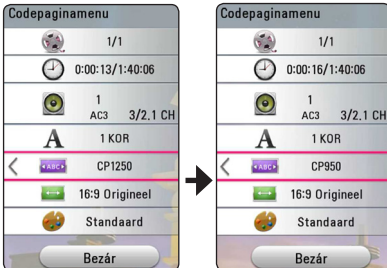 Codepaginamenu
1/1
0:00:13/1:40:06
1
AC3 3/2.1 CH
A 1 KOR
ABC CP1250
16:9 Origineel
Standaard
Bezár
Codepaginamenu
1/1
0:00:16/1:40:06
1
AC3 3/2.1 CH
A 1 KOR
ABC CP950
16:9 Origineel
Standaard
Bezár